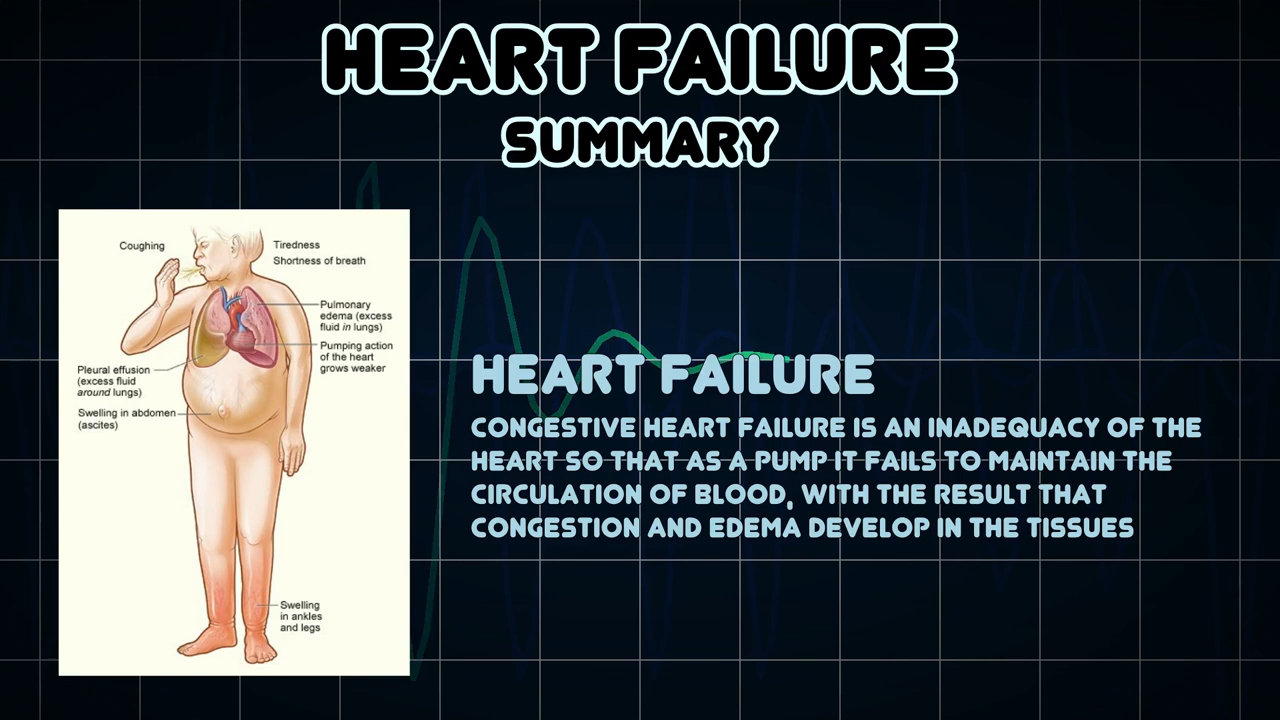 HEART FAILURE
SUMMARY
Coughing
Tiredness
Shortness of breath
Pulmonary
edema (excess
fluid in lungs)
Pumping action
of the heart
grows weaker
Pleural effusion
(excess fluid
around lungs)
Swelling in abdomen
(ascites)
Swelling
in ankles
and legs
HEART FAILURE
CONGESTIVE HEART FAILURE IS AN INADEQUACY OF THE
HEART SO THAT AS A PUMP IT FAILS TO MAINTAIN THE
CIRCULATION OF BLOOD, WITH THE RESULT THAT
CONGESTION AND EDEMA DEVELOP IN THE TISSUES